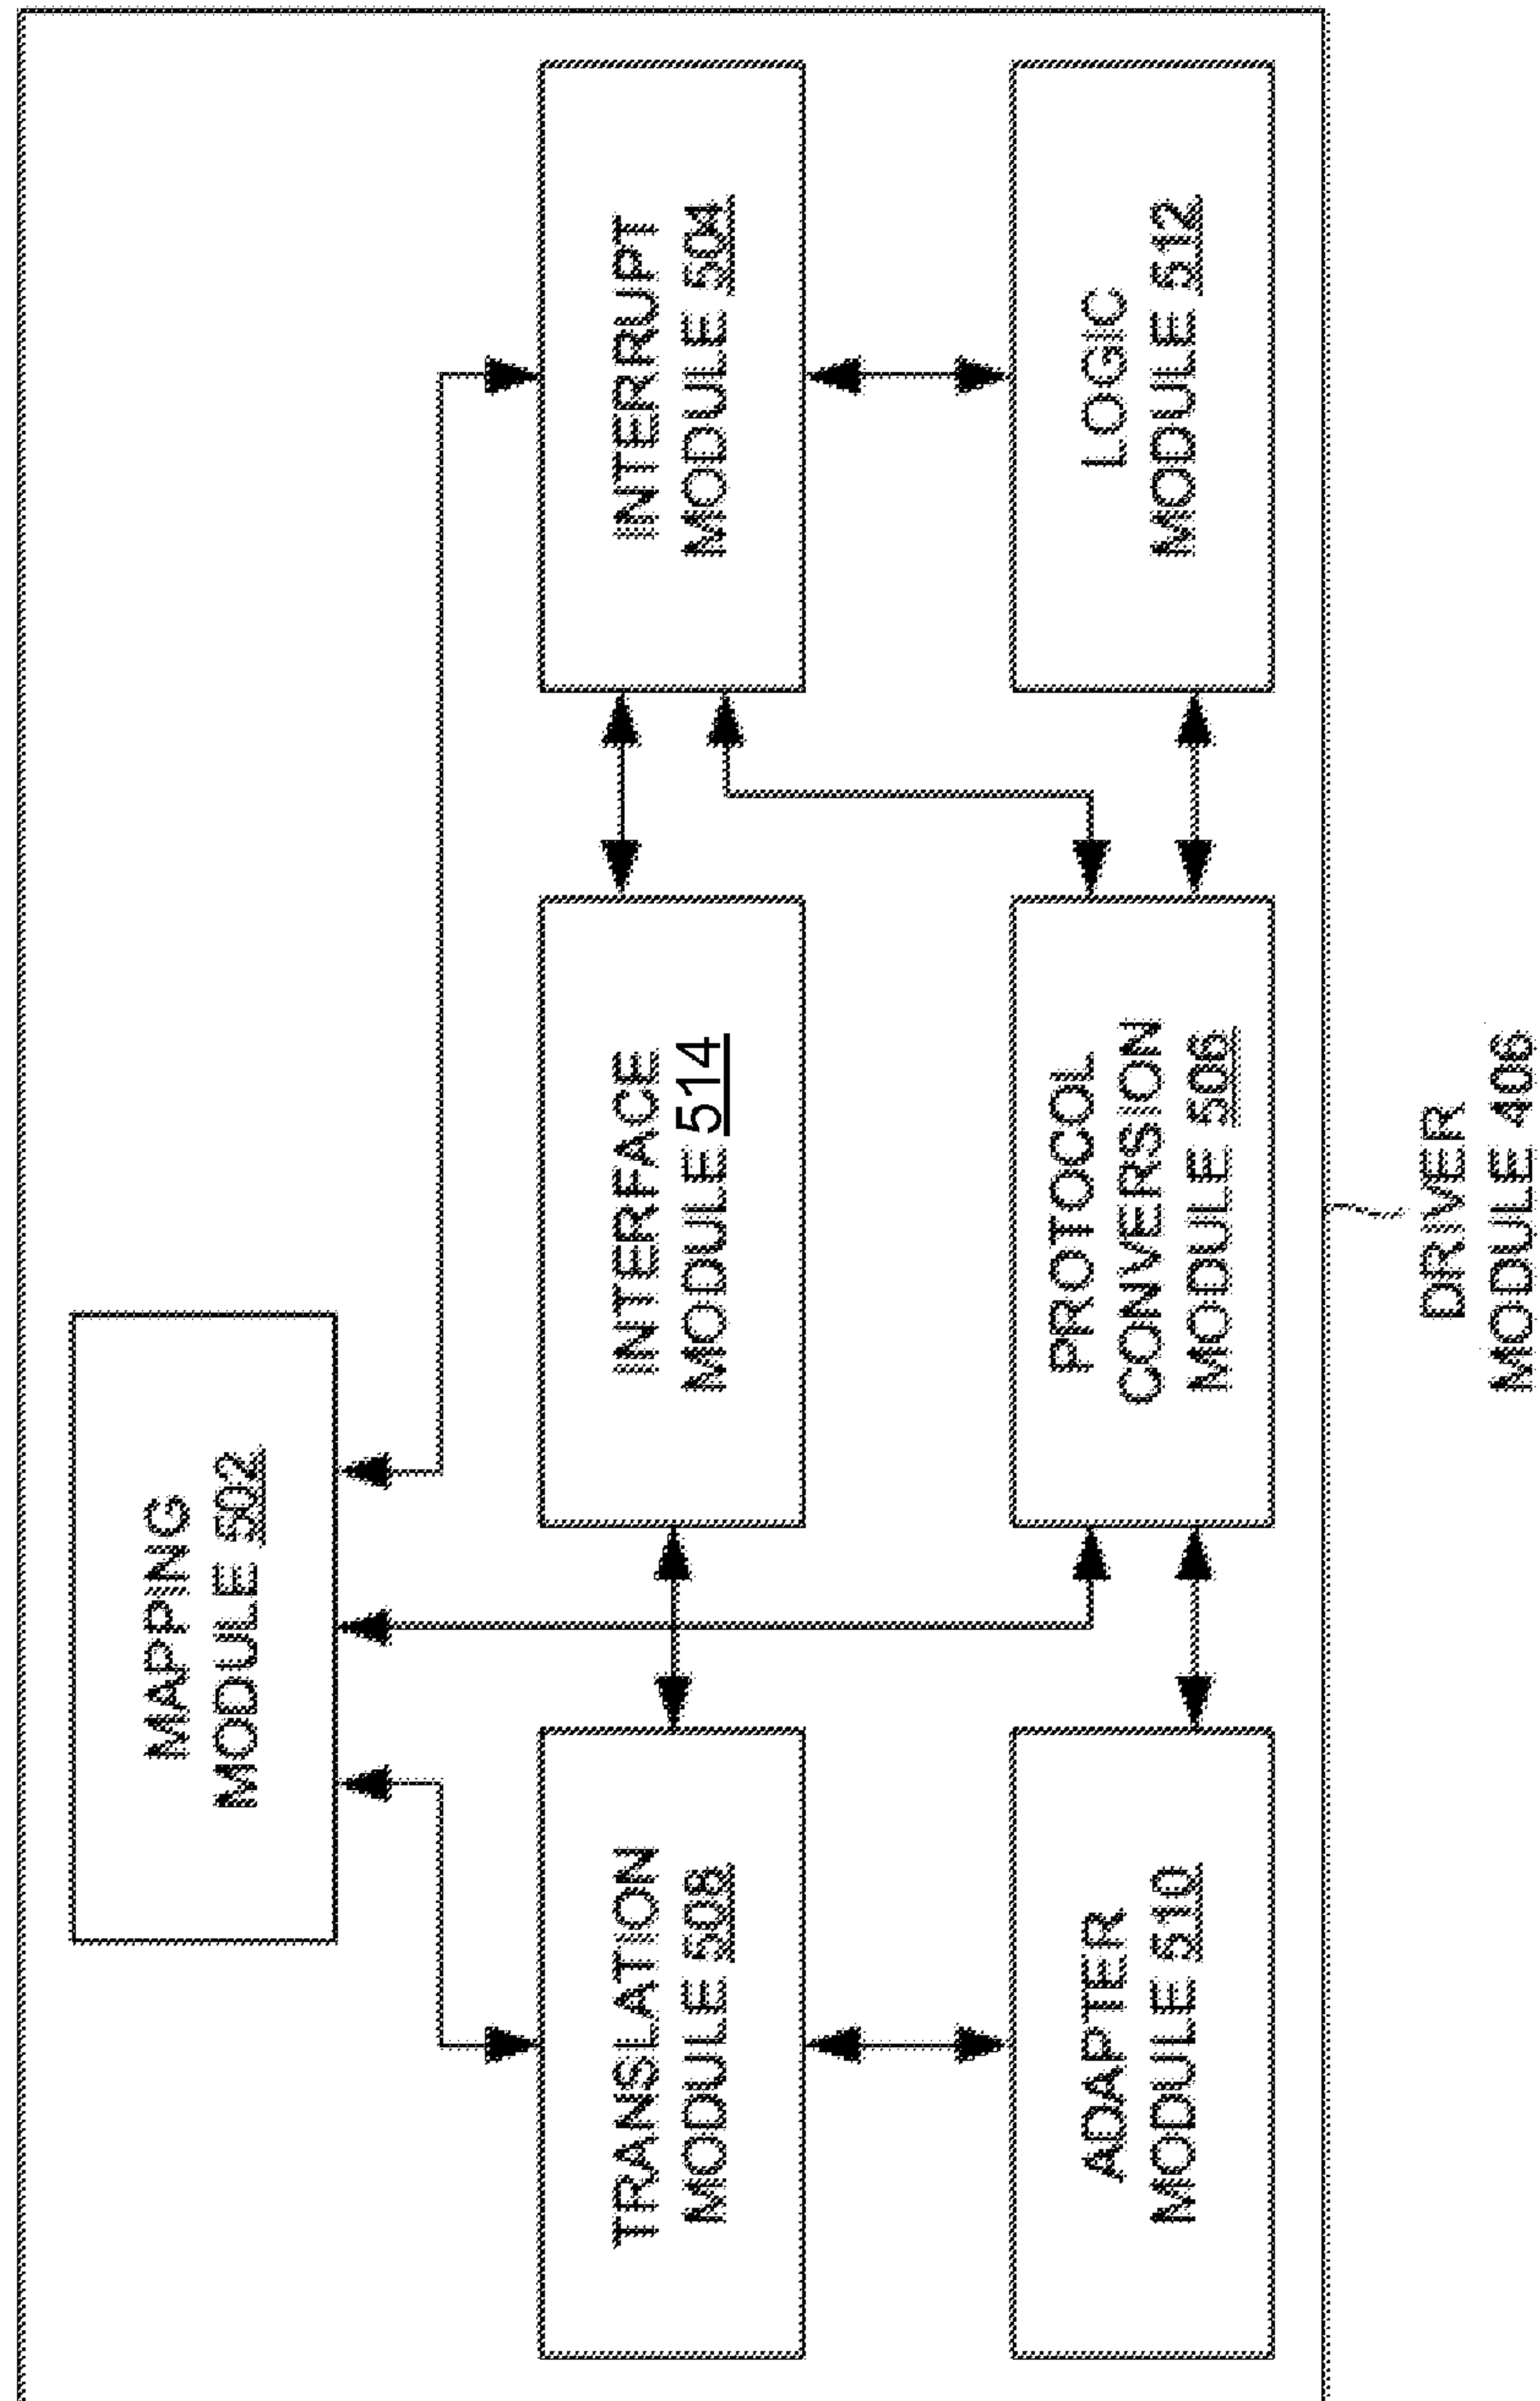 MAPPING
MODULE 502
TRANSLATION
MODULE 508
INTERFACE
MODULE 514
INTERRUPT
MODULE 504
ADAPTER
MODULE 510
PROTOCOL
CONVERSION
MODULE 506
LOGIC
MODULE 512
DRIVER
MODULE 406